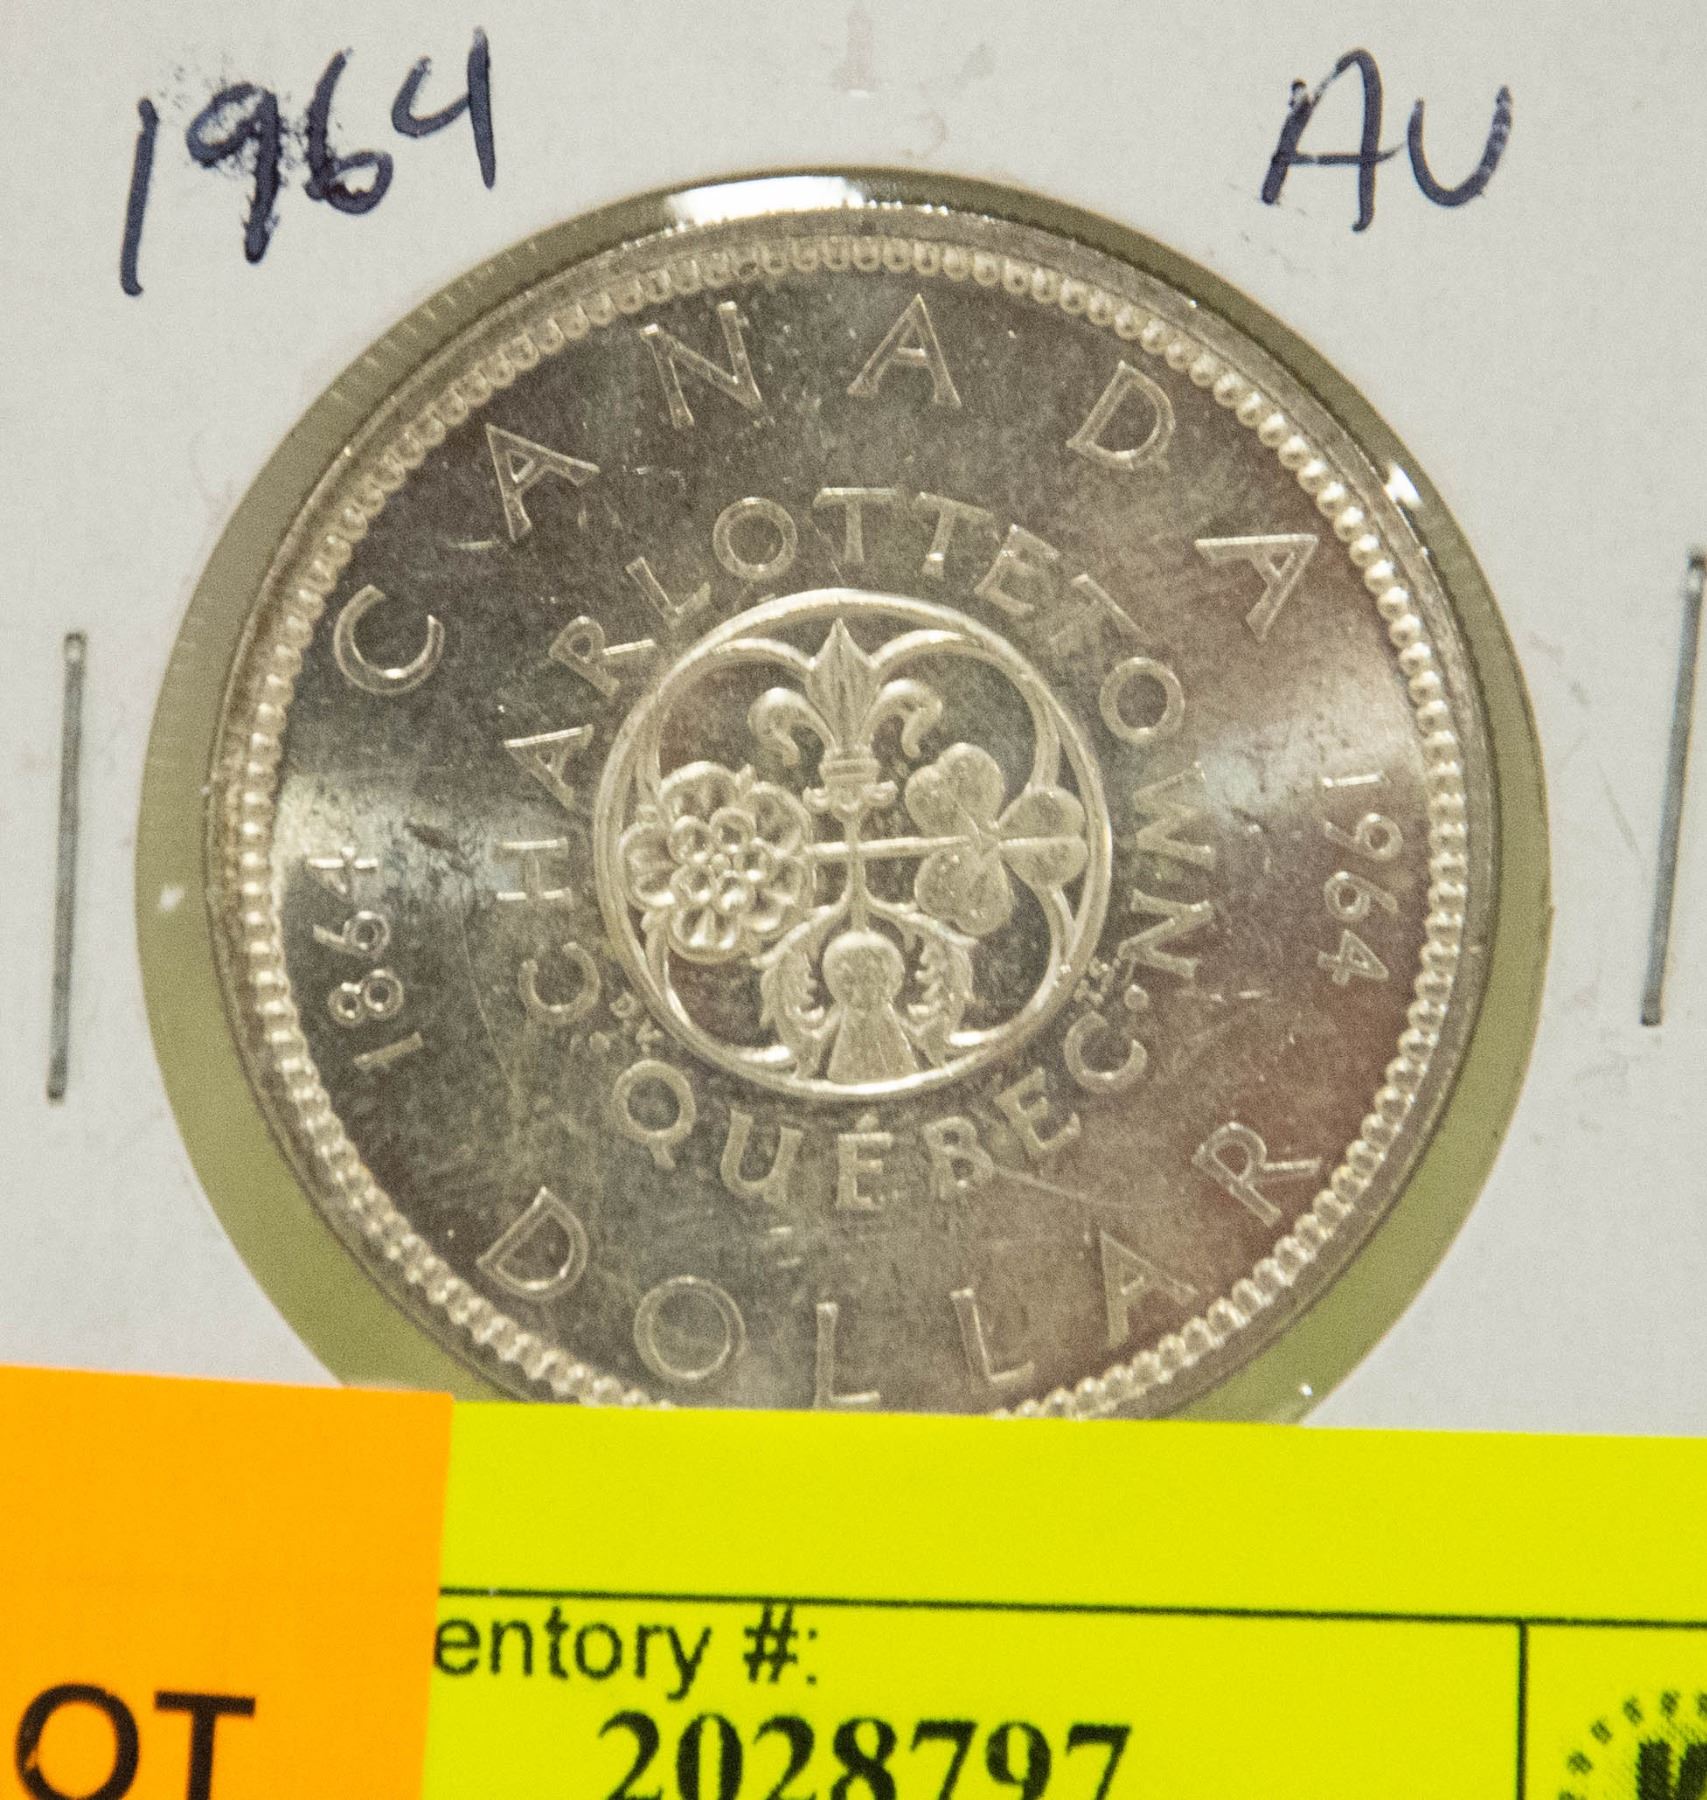 1964 AU
CANADA
CHARLOTTETOWN.
QUÉBEC.
1864
1964
DOLLAR
entory #:
OT
2028797